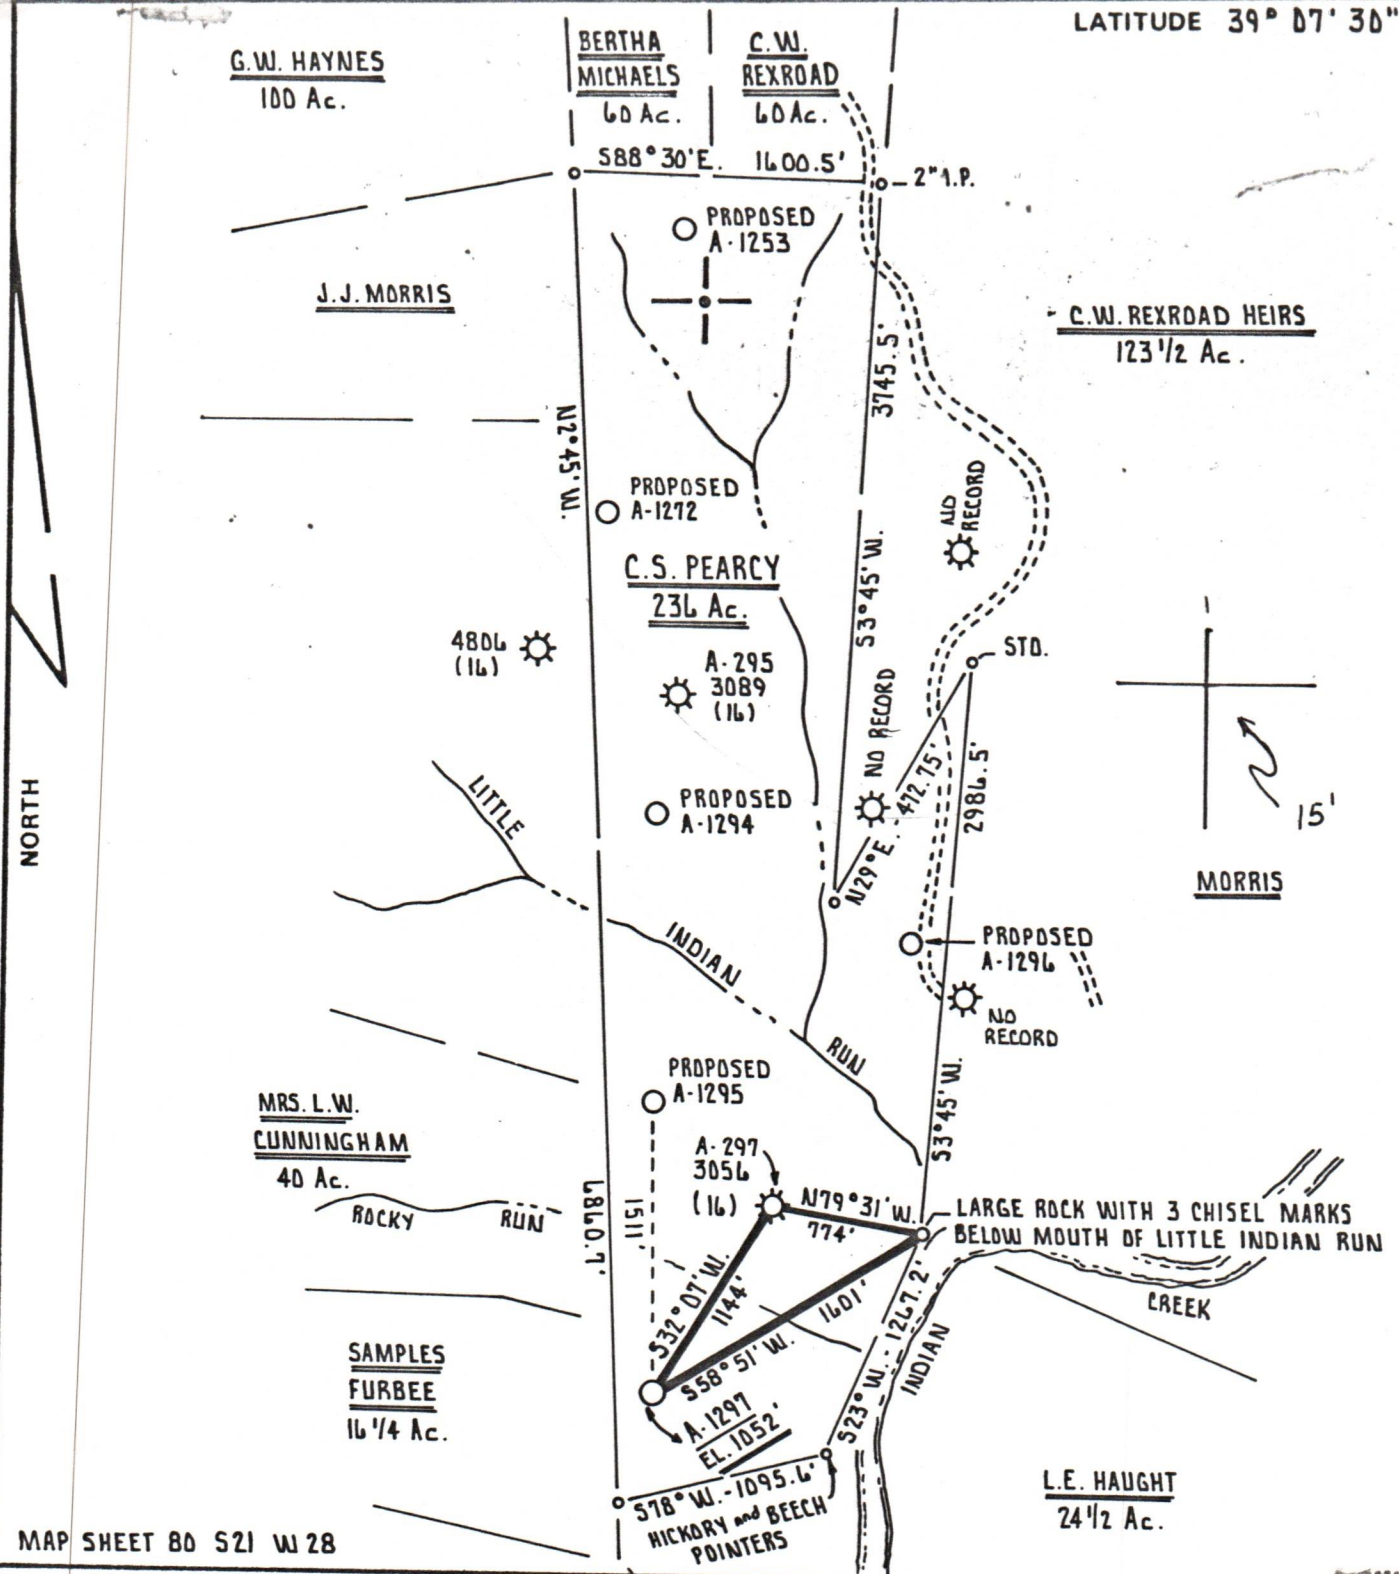 LATITUDE 39° 07' 30"
G.W. HAYNES
100 Ac.
BERTHA
MICHAELS
60 Ac.
C.W.
REXROAD
60 Ac.
S88°30'E. 1600.5'
2" I.P.
PROPOSED
A-1253
J.J. MORRIS
C.W. REXROAD HEIRS
123 1/2 Ac.
3745.5'
N2°45' W.
PROPOSED
A-1272
NO
RECORD
C.S. PEARCY
236 Ac.
S3°45' W.
4806
(16)
A-295
3089
(16)
STD.
NO RECORD
N29°E. - 472.75'
2986.5'
15'
NORTH
PROPOSED
A-1294
LITTLE
INDIAN
RUN
MORRIS
PROPOSED
A-1296
NO
RECORD
PROPOSED
A-1295
S3°45' W.
MRS. L.W.
CUNNINGHAM
40 Ac.
A-297
3056
(16)
N79°31' W.
774'
LARGE ROCK WITH 3 CHISEL MARKS
BELOW MOUTH OF LITTLE INDIAN RUN
ROCKY RUN
6860.7'
1511'
S32°07' W.
1144'
1601'
S58°51' W.
S23° W. - 1267.2'
INDIAN
CREEK
SAMPLES
FURBEE
16 1/4 Ac.
A-1297
EL. 1052'
S78° W. - 1095.6'
HICKORY and BEECH
POINTERS
L.E. HAUGHT
24 1/2 Ac.
MAP SHEET 80 S21 W28